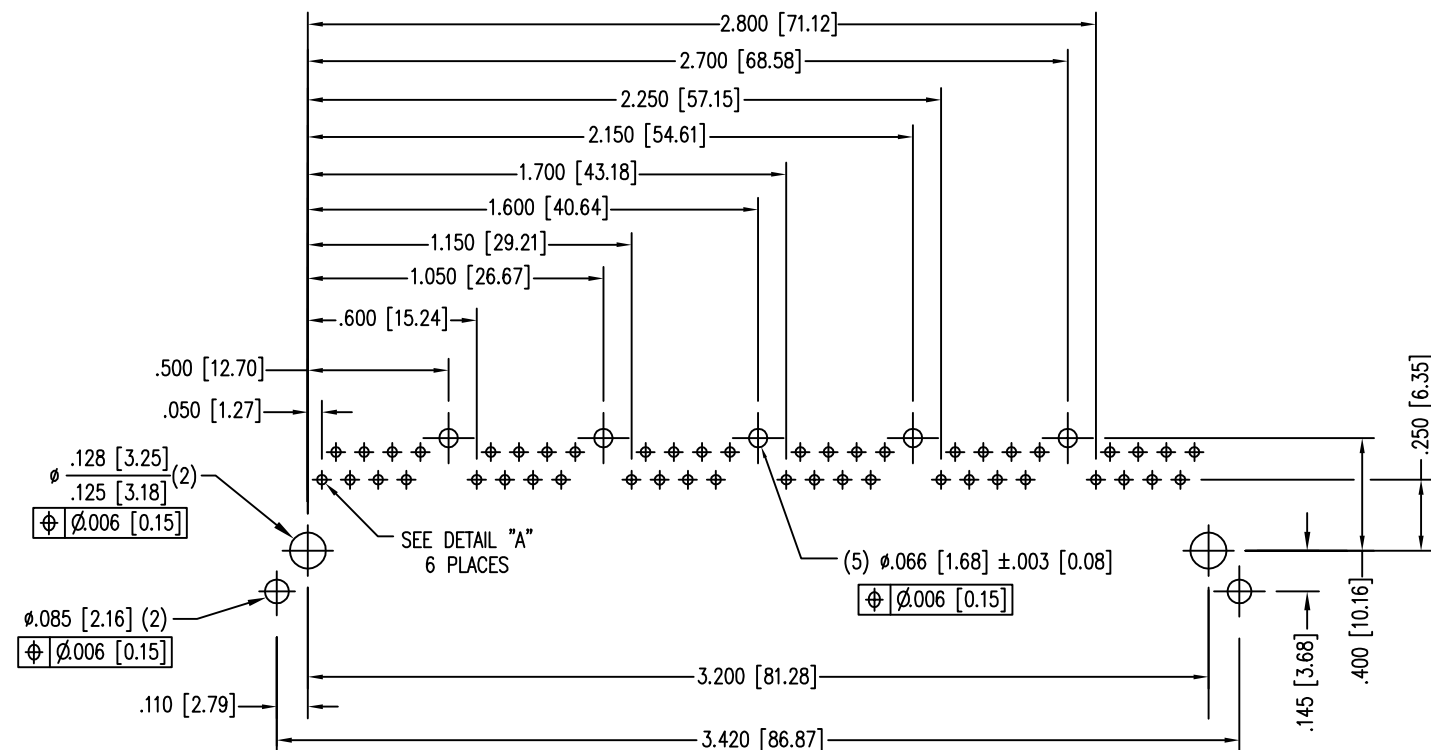 2.800 [71.12]
2.700 [68.58]
2.250 [57.15]
2.150 [54.61]
1.700 [43.18]
1.600 [40.64]
1.150 [29.21]
1.050 [26.67]
.600 [15.24]
.500 [12.70]
.050 [1.27]
.250 [6.35]
ø .128 [3.25] (2)
.125 [3.18]
⌖ Ø.006 [0.15]
SEE DETAIL "A"
6 PLACES
(5) ø.066 [1.68] ±.003 [0.08]
⌖ Ø.006 [0.15]
ø.085 [2.16] (2)
⌖ Ø.006 [0.15]
.400 [10.16]
.145 [3.68]
3.200 [81.28]
.110 [2.79]
3.420 [86.87]